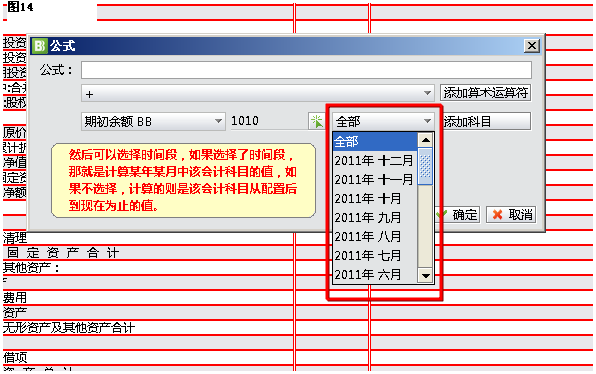 图14
投资
投资
公式
公式：
+
添加算术运算符
期初余额 BB
1010
全部
添加科目
全部
2011年 十二月
2011年 十一月
2011年 十月
2011年 九月
2011年 八月
2011年 七月
2011年 六月
然后可以选择时间段，如果选择了时间段，
那就是计算某年某月中该会计科目的值，如
果不选择，计算的则是该会计科目从配置后
到现在为止的值。
确定
取消
原价
净值
净额
清理
固 定 资 产 合 计
其他资产：
费用
资产
无形资产及其他资产合计
借项
资 产 总 计